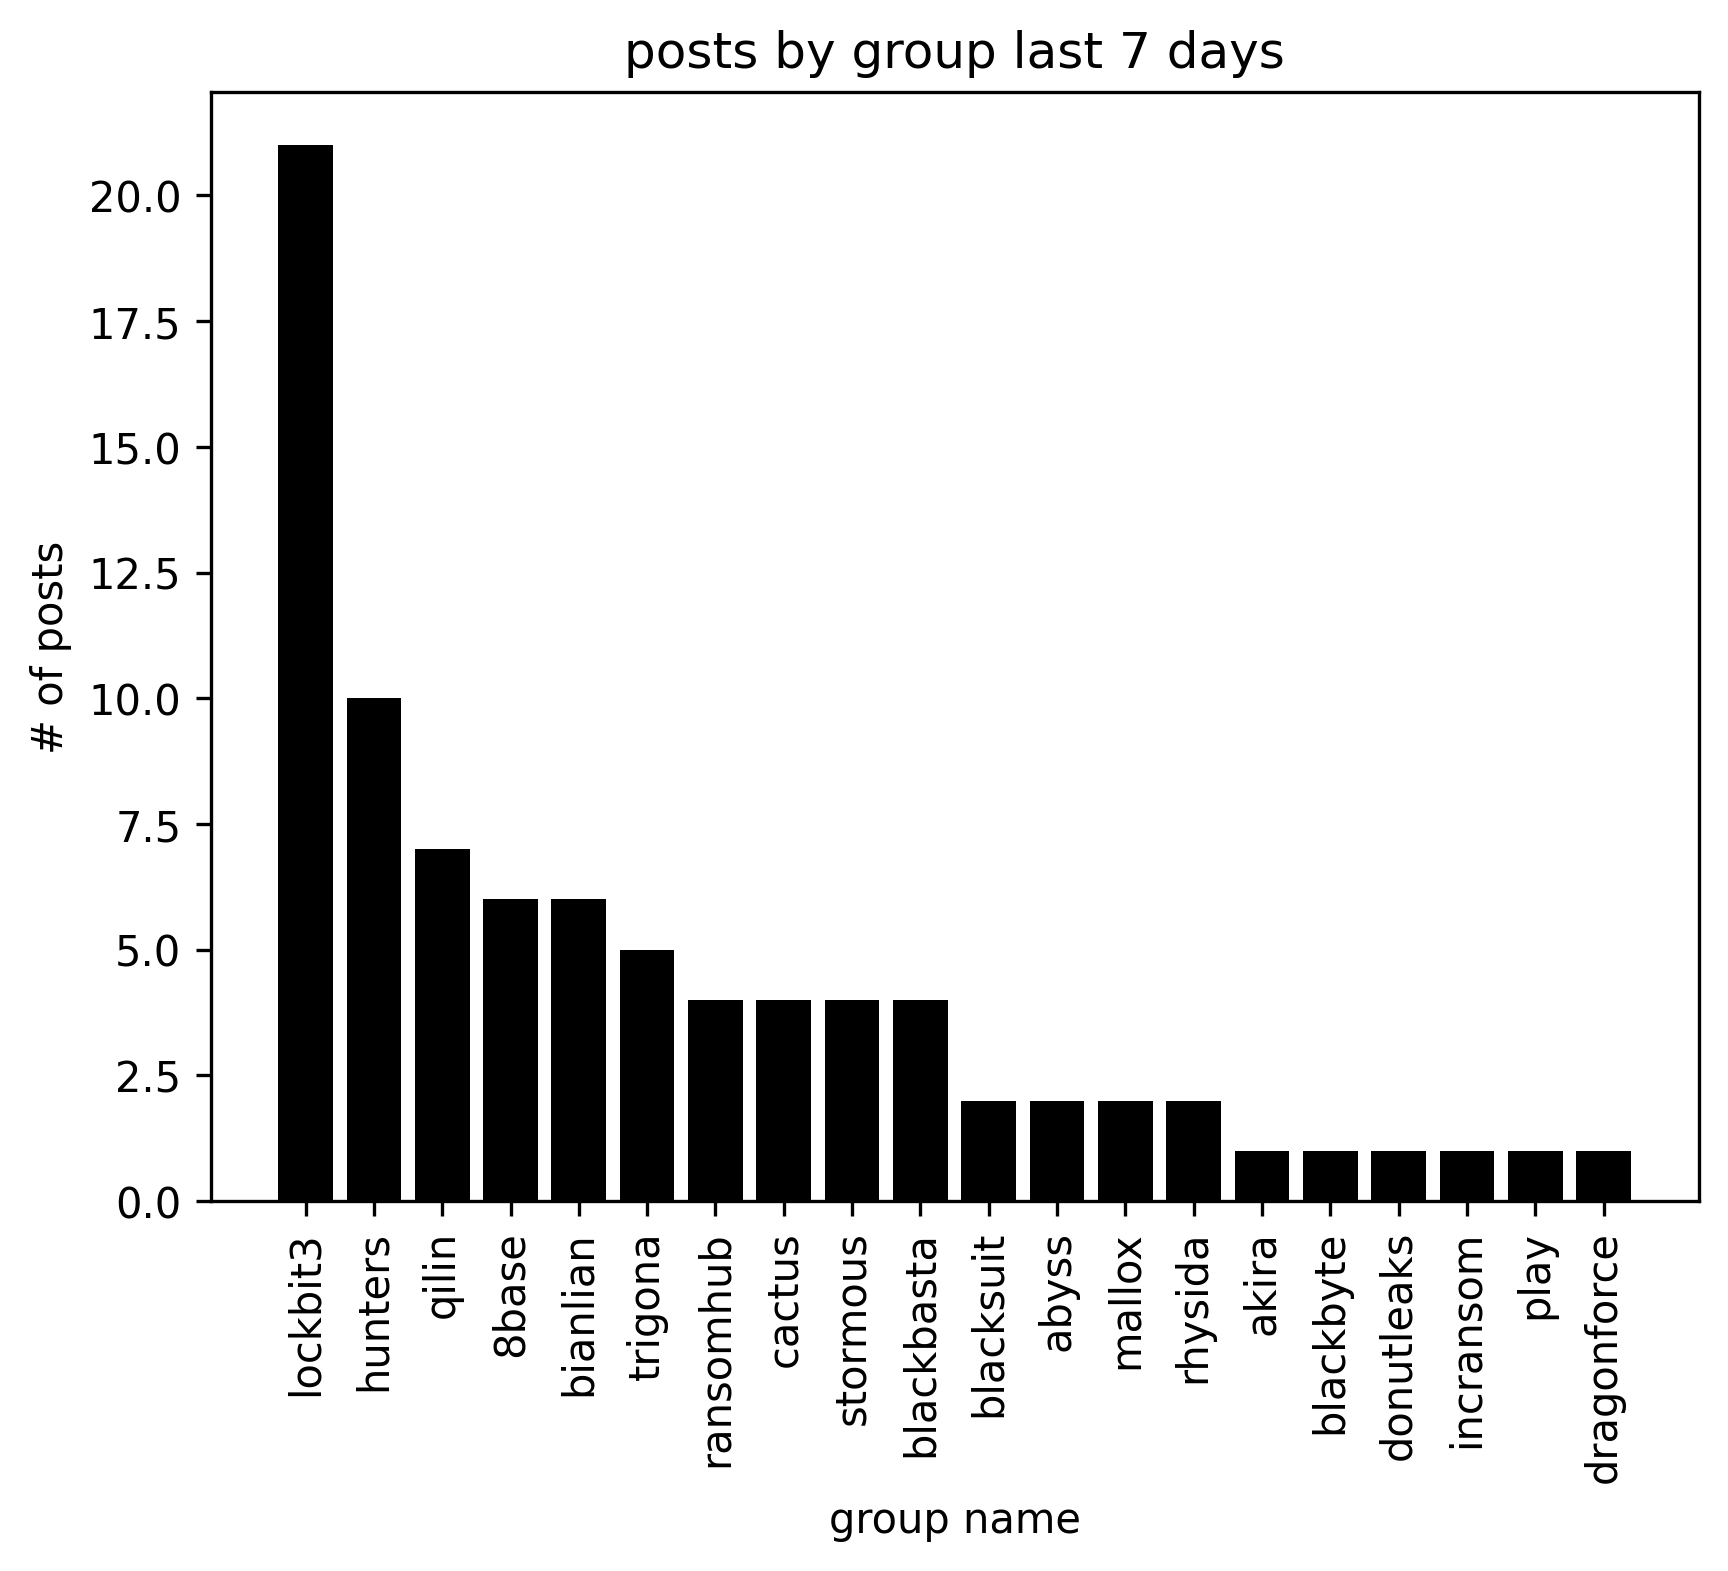 posts by group last 7 days
# of posts
20.0
17.5
15.0
12.5
10.0
7.5
5.0
2.5
0.0
lockbit3
hunters
qilin
8base
bianlian
trigona
ransomhub
cactus
stormous
blackbasta
blacksuit
abyss
mallox
rhysida
akira
blackbyte
donutleaks
incransom
play
dragonforce
group name